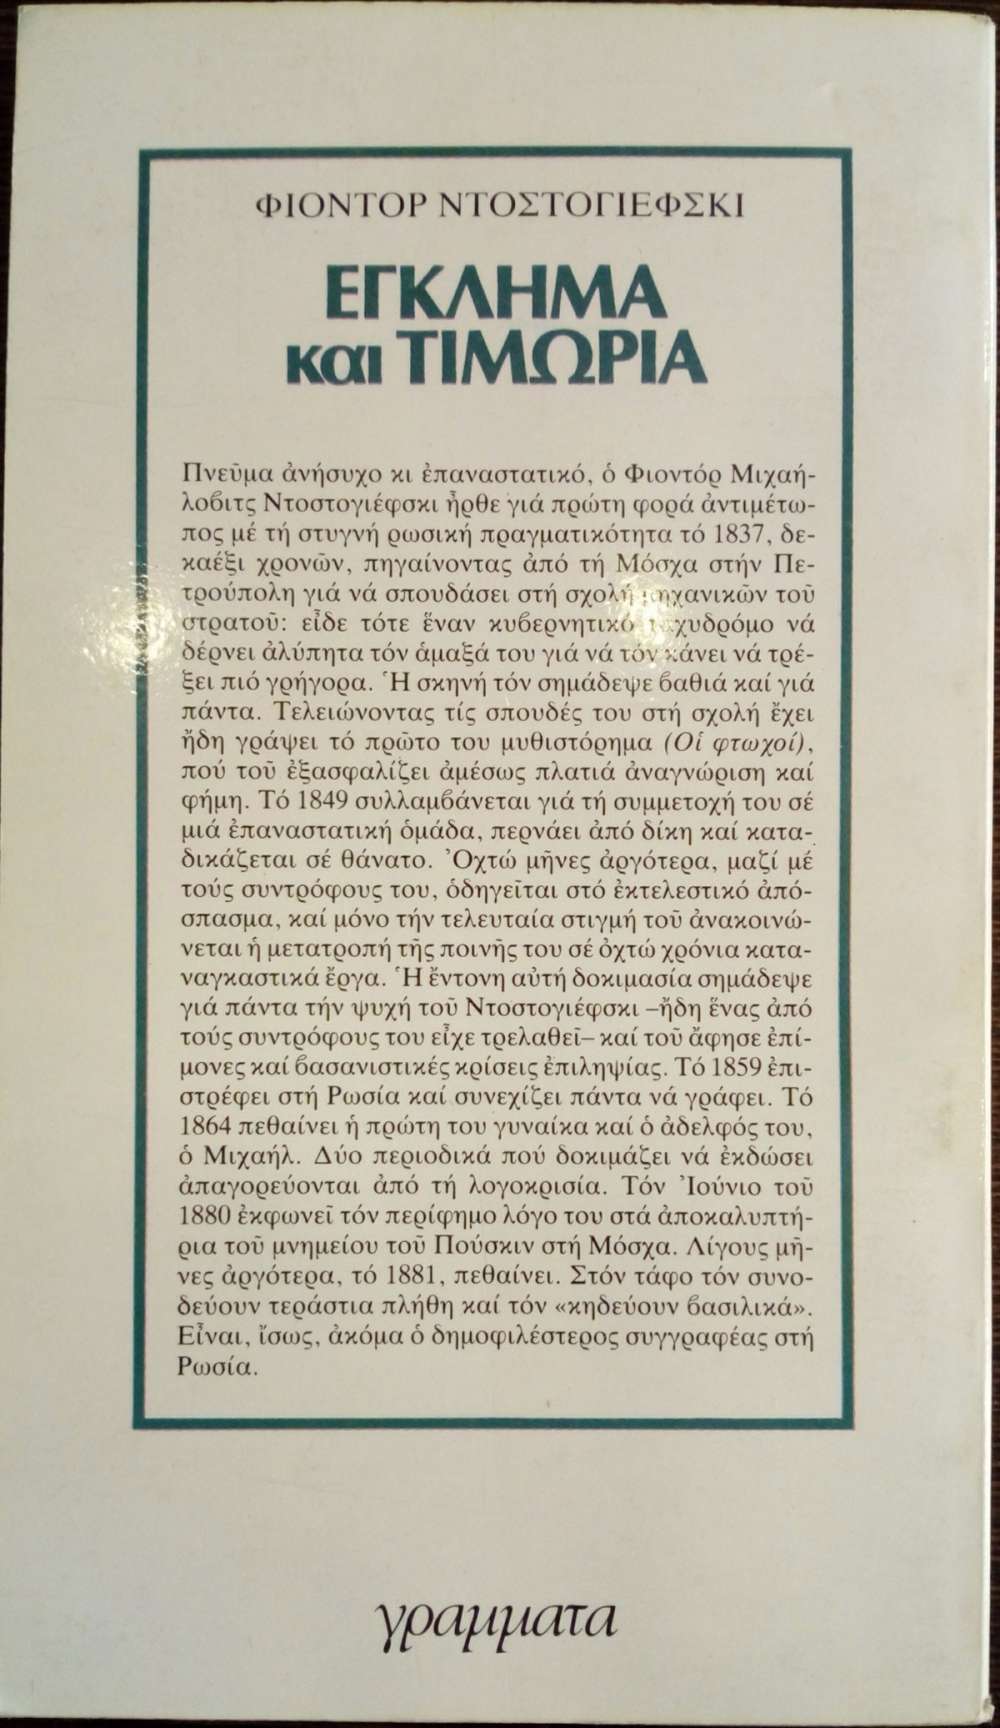 ΦΙΟΝΤΟΡ ΝΤΟΣΤΟΓΙΕΦΣΚΙ
ΕΓΚΛΗΜΑ
και ΤΙΜΩΡΙΑ
Πνεῦμα ἀνήσυχο κι ἐπαναστατικό, ὁ Φιοντόρ Μιχαή-
λοβιτς Ντοστογιέφσκι ἦρθε γιά πρώτη φορά ἀντιμέτω-
πος μέ τή στυγνή ρωσική πραγματικότητα τό 1837, δε-
καέξι χρονῶν, πηγαίνοντας ἀπό τή Μόσχα στήν Πε-
τρούπολη γιά νά σπουδάσει στή σχολή μηχανικῶν τοῦ
στρατοῦ: εἶδε τότε ἕναν κυβερνητικό ταχυδρόμο νά
δέρνει ἀλύπητα τόν ἁμαξά του γιά νά τόν κάνει νά τρέ-
ξει πιό γρήγορα. Ἡ σκηνή τόν σημάδεψε βαθιά καί γιά
πάντα. Τελειώνοντας τίς σπουδές του στή σχολή ἔχει
ἤδη γράψει τό πρῶτο του μυθιστόρημα (Οἱ φτωχοί),
πού τοῦ ἐξασφαλίζει ἀμέσως πλατιά ἀναγνώριση καί
φήμη. Τό 1849 συλλαμβάνεται γιά τή συμμετοχή του σέ
μιά ἐπαναστατική ὁμάδα, περνάει ἀπό δίκη καί κατα-
δικάζεται σέ θάνατο. Ὀχτώ μῆνες ἀργότερα, μαζί μέ
τούς συντρόφους του, ὁδηγεῖται στό ἐκτελεστικό ἀπό-
σπασμα, καί μόνο τήν τελευταία στιγμή τοῦ ἀνακοινώ-
νεται ἡ μετατροπή τῆς ποινῆς του σέ ὀχτώ χρόνια κατα-
ναγκαστικά ἔργα. Ἡ ἔντονη αὐτή δοκιμασία σημάδεψε
γιά πάντα τήν ψυχή τοῦ Ντοστογιέφσκι –ἤδη ἕνας ἀπό
τούς συντρόφους του εἶχε τρελαθεῖ– καί τοῦ ἄφησε ἐπί-
μονες καί βασανιστικές κρίσεις ἐπιληψίας. Τό 1859 ἐπι-
στρέφει στή Ρωσία καί συνεχίζει πάντα νά γράφει. Τό
1864 πεθαίνει ἡ πρώτη του γυναίκα καί ὁ ἀδελφός του,
ὁ Μιχαήλ. Δύο περιοδικά πού δοκιμάζει νά ἐκδώσει
ἀπαγορεύονται ἀπό τή λογοκρισία. Τόν Ἰούνιο τοῦ
1880 ἐκφωνεῖ τόν περίφημο λόγο του στά ἀποκαλυπτή-
ρια τοῦ μνημείου τοῦ Πούσκιν στή Μόσχα. Λίγους μῆ-
νες ἀργότερα, τό 1881, πεθαίνει. Στόν τάφο τόν συνο-
δεύουν τεράστια πλήθη καί τόν «κηδεύουν βασιλικά».
Εἶναι, ἴσως, ἀκόμα ὁ δημοφιλέστερος συγγραφέας στή
Ρωσία.
γραμματα